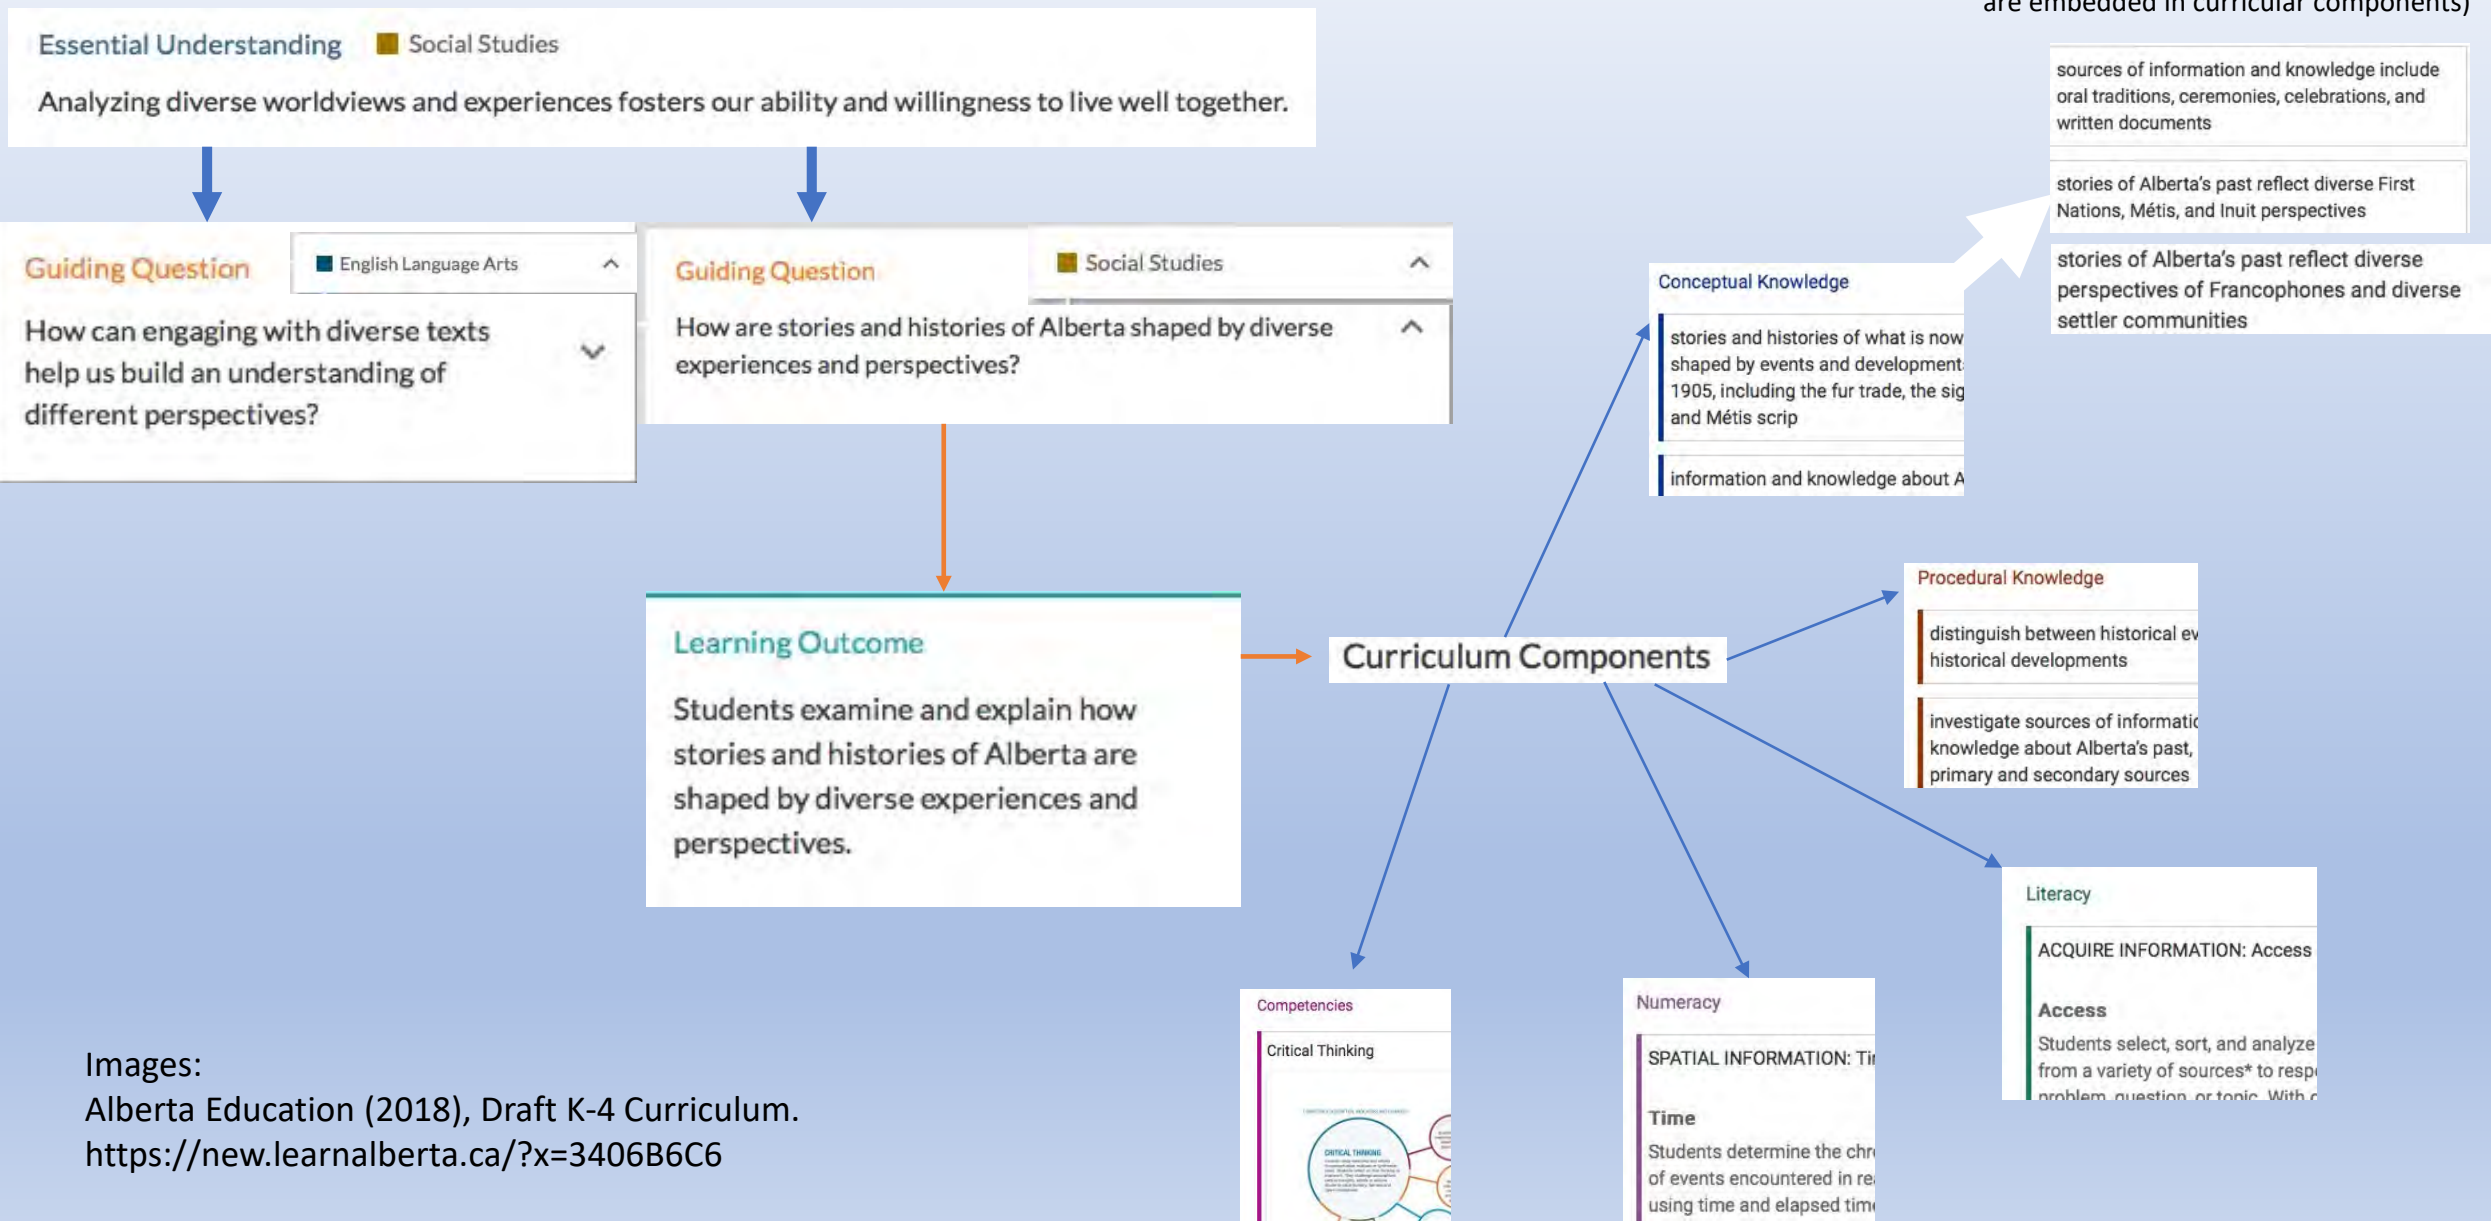 are embedded in curricular components)
Essential Understanding Social Studies
Analyzing diverse worldviews and experiences fosters our ability and willingness to live well together.
sources of information and knowledge include
oral traditions, ceremonies, celebrations, and
written documents
stories of Alberta's past reflect diverse First
Nations, Métis, and Inuit perspectives
stories of Alberta's past reflect diverse
perspectives of Francophones and diverse
settler communities
Guiding Question English Language Arts
How can engaging with diverse texts
help us build an understanding of
different perspectives?
Guiding Question Social Studies
How are stories and histories of Alberta shaped by diverse
experiences and perspectives?
Conceptual Knowledge
stories and histories of what is now
shaped by events and development
1905, including the fur trade, the sig
and Métis scrip
information and knowledge about A
Learning Outcome
Students examine and explain how
stories and histories of Alberta are
shaped by diverse experiences and
perspectives.
Curriculum Components
Procedural Knowledge
distinguish between historical ev
historical developments
investigate sources of informatio
knowledge about Alberta's past,
primary and secondary sources
Literacy
ACQUIRE INFORMATION: Access
Access
Students select, sort, and analyze
from a variety of sources* to resp
problem, question, or topic. With
Competencies
Critical Thinking
CRITICAL THINKING
Numeracy
SPATIAL INFORMATION: Ti
Time
Students determine the chr
of events encountered in re
using time and elapsed tim
Images:
Alberta Education (2018), Draft K-4 Curriculum.
https://new.learnalberta.ca/?x=3406B6C6